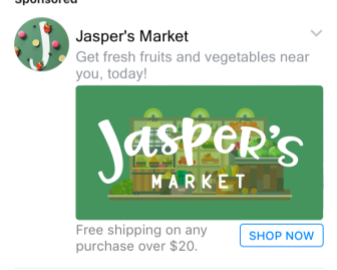 Sponsored
Jasper's Market
Get fresh fruits and vegetables near
you, today!
JasPeR's
MARKET
Free shipping on any
purchase over $20.
SHOP NOW